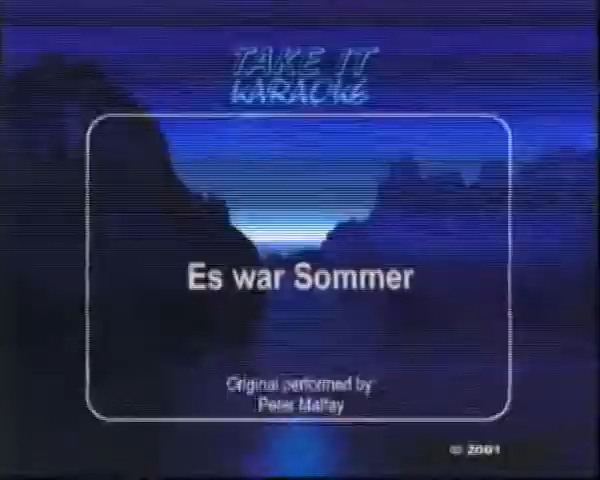 TAKE IT
KARAOKE
Es war Sommer
Original performed by:
Peter Maffay
© 2001